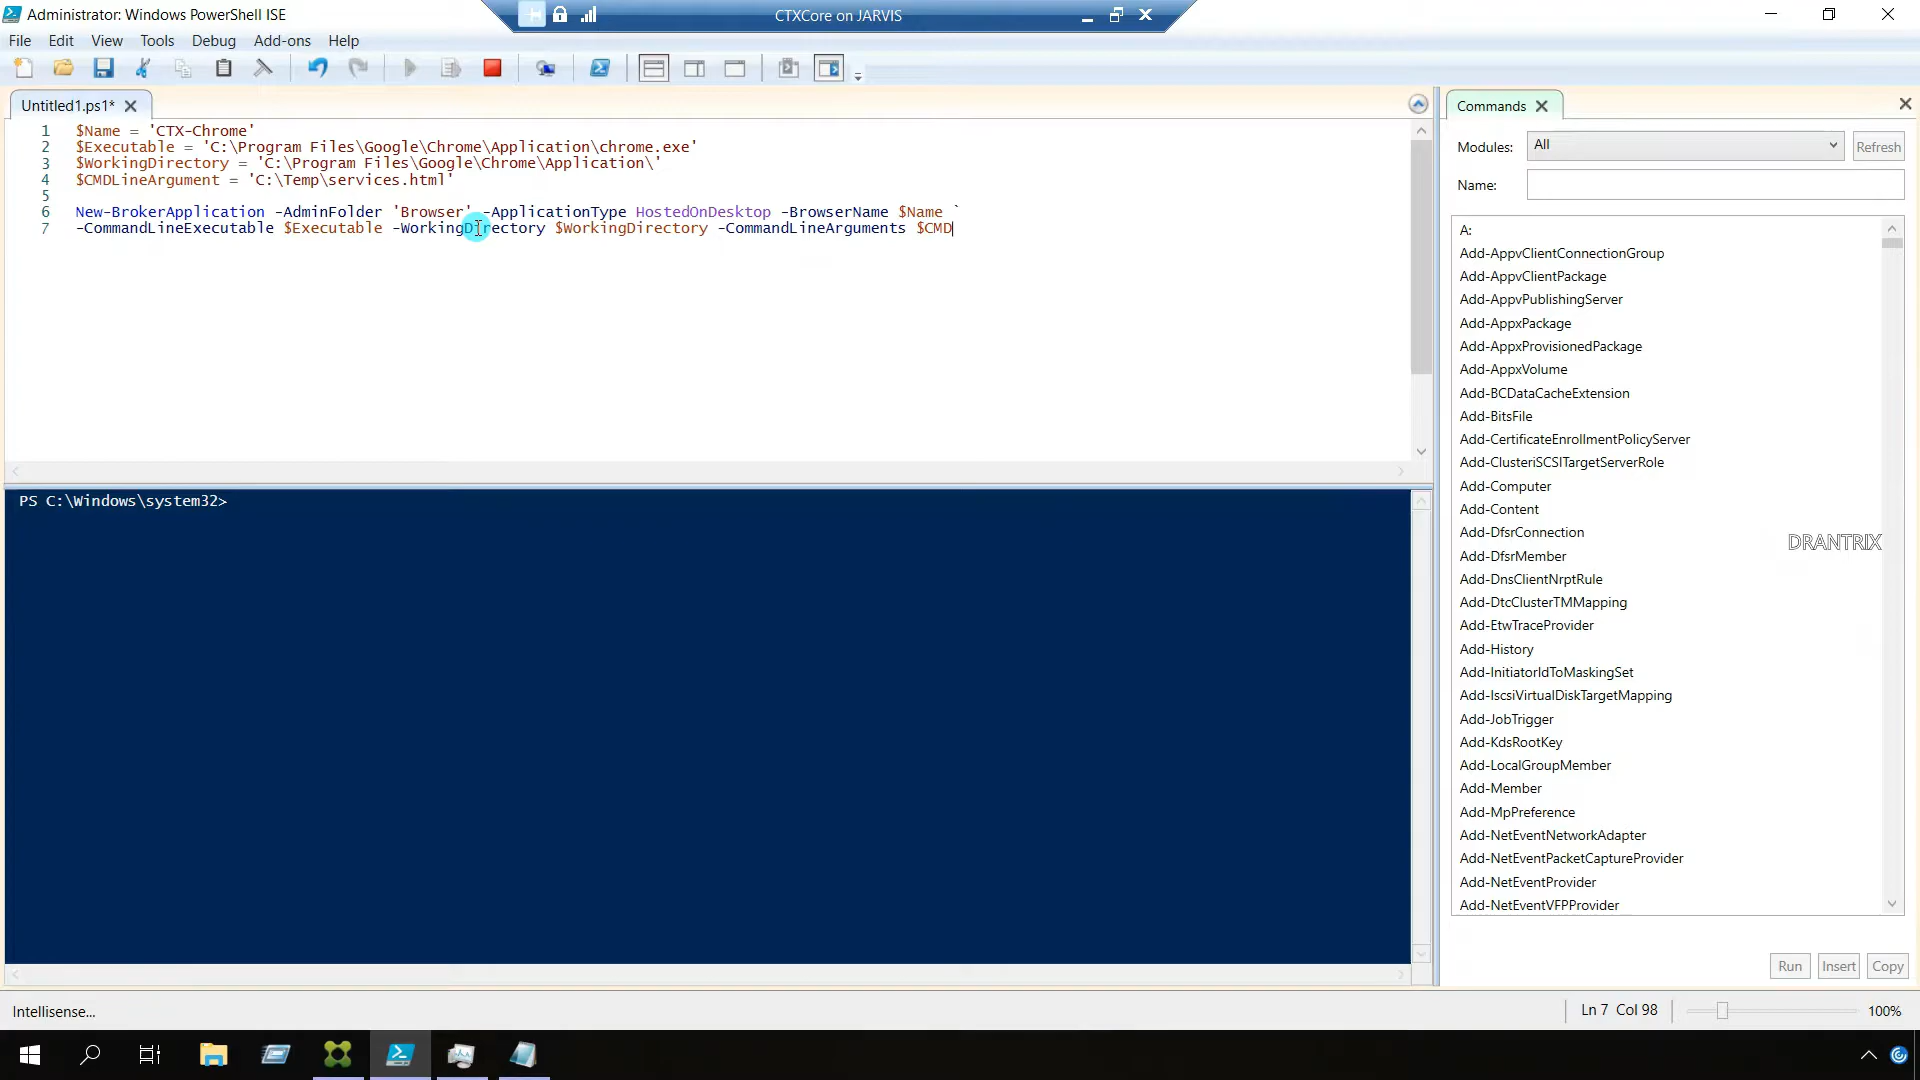 Administrator: Windows PowerShell ISE
CTXCore on JARVIS
File Edit View Tools Debug Add-ons Help
Untitled1.ps1*
1 $Name = 'CTX-Chrome'
2 $Executable = 'C:\Program Files\Google\Chrome\Application\chrome.exe'
3 $WorkingDirectory = 'C:\Program Files\Google\Chrome\Application\'
4 $CMDLineArgument = 'C:\Temp\services.html'
5
6 New-BrokerApplication -AdminFolder 'Browser' -ApplicationType HostedOnDesktop -BrowserName $Name `
7 -CommandLineExecutable $Executable -WorkingDirectory $WorkingDirectory -CommandLineArguments $CMD
PS C:\Windows\system32>
Commands
Modules: All Refresh
Name:
A:
Add-AppvClientConnectionGroup
Add-AppvClientPackage
Add-AppvPublishingServer
Add-AppxPackage
Add-AppxProvisionedPackage
Add-AppxVolume
Add-BCDataCacheExtension
Add-BitsFile
Add-CertificateEnrollmentPolicyServer
Add-ClusteriSCSITargetServerRole
Add-Computer
Add-Content
Add-DfsrConnection
DRANTRIX
Add-DfsrMember
Add-DnsClientNrptRule
Add-DtcClusterTMMapping
Add-EtwTraceProvider
Add-History
Add-InitiatorIdToMaskingSet
Add-IscsiVirtualDiskTargetMapping
Add-JobTrigger
Add-KdsRootKey
Add-LocalGroupMember
Add-Member
Add-MpPreference
Add-NetEventNetworkAdapter
Add-NetEventPacketCaptureProvider
Add-NetEventProvider
Add-NetEventVFPProvider
Run Insert Copy
Intellisense...
Ln 7 Col 98
100%